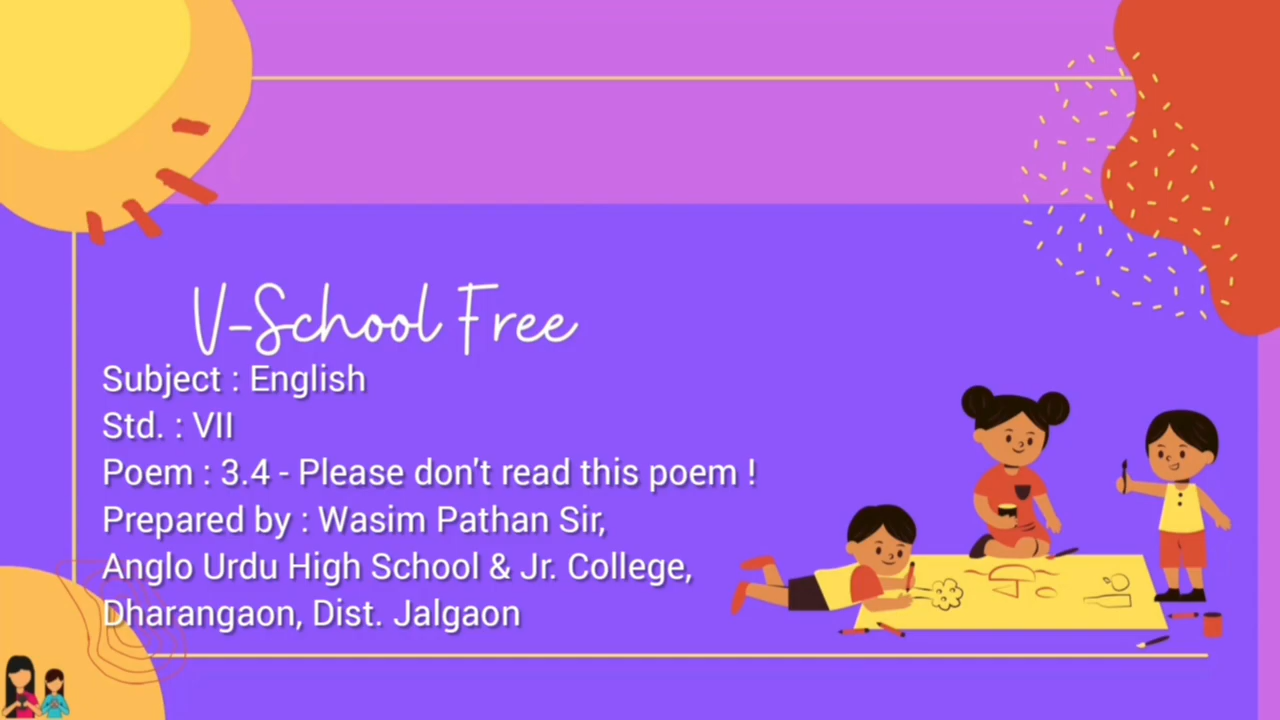 V-School Free
Subject : English
Std. : VII
Poem : 3.4 - Please don't read this poem !
Prepared by : Wasim Pathan Sir,
Anglo Urdu High School & Jr. College,
Dharangaon, Dist. Jalgaon